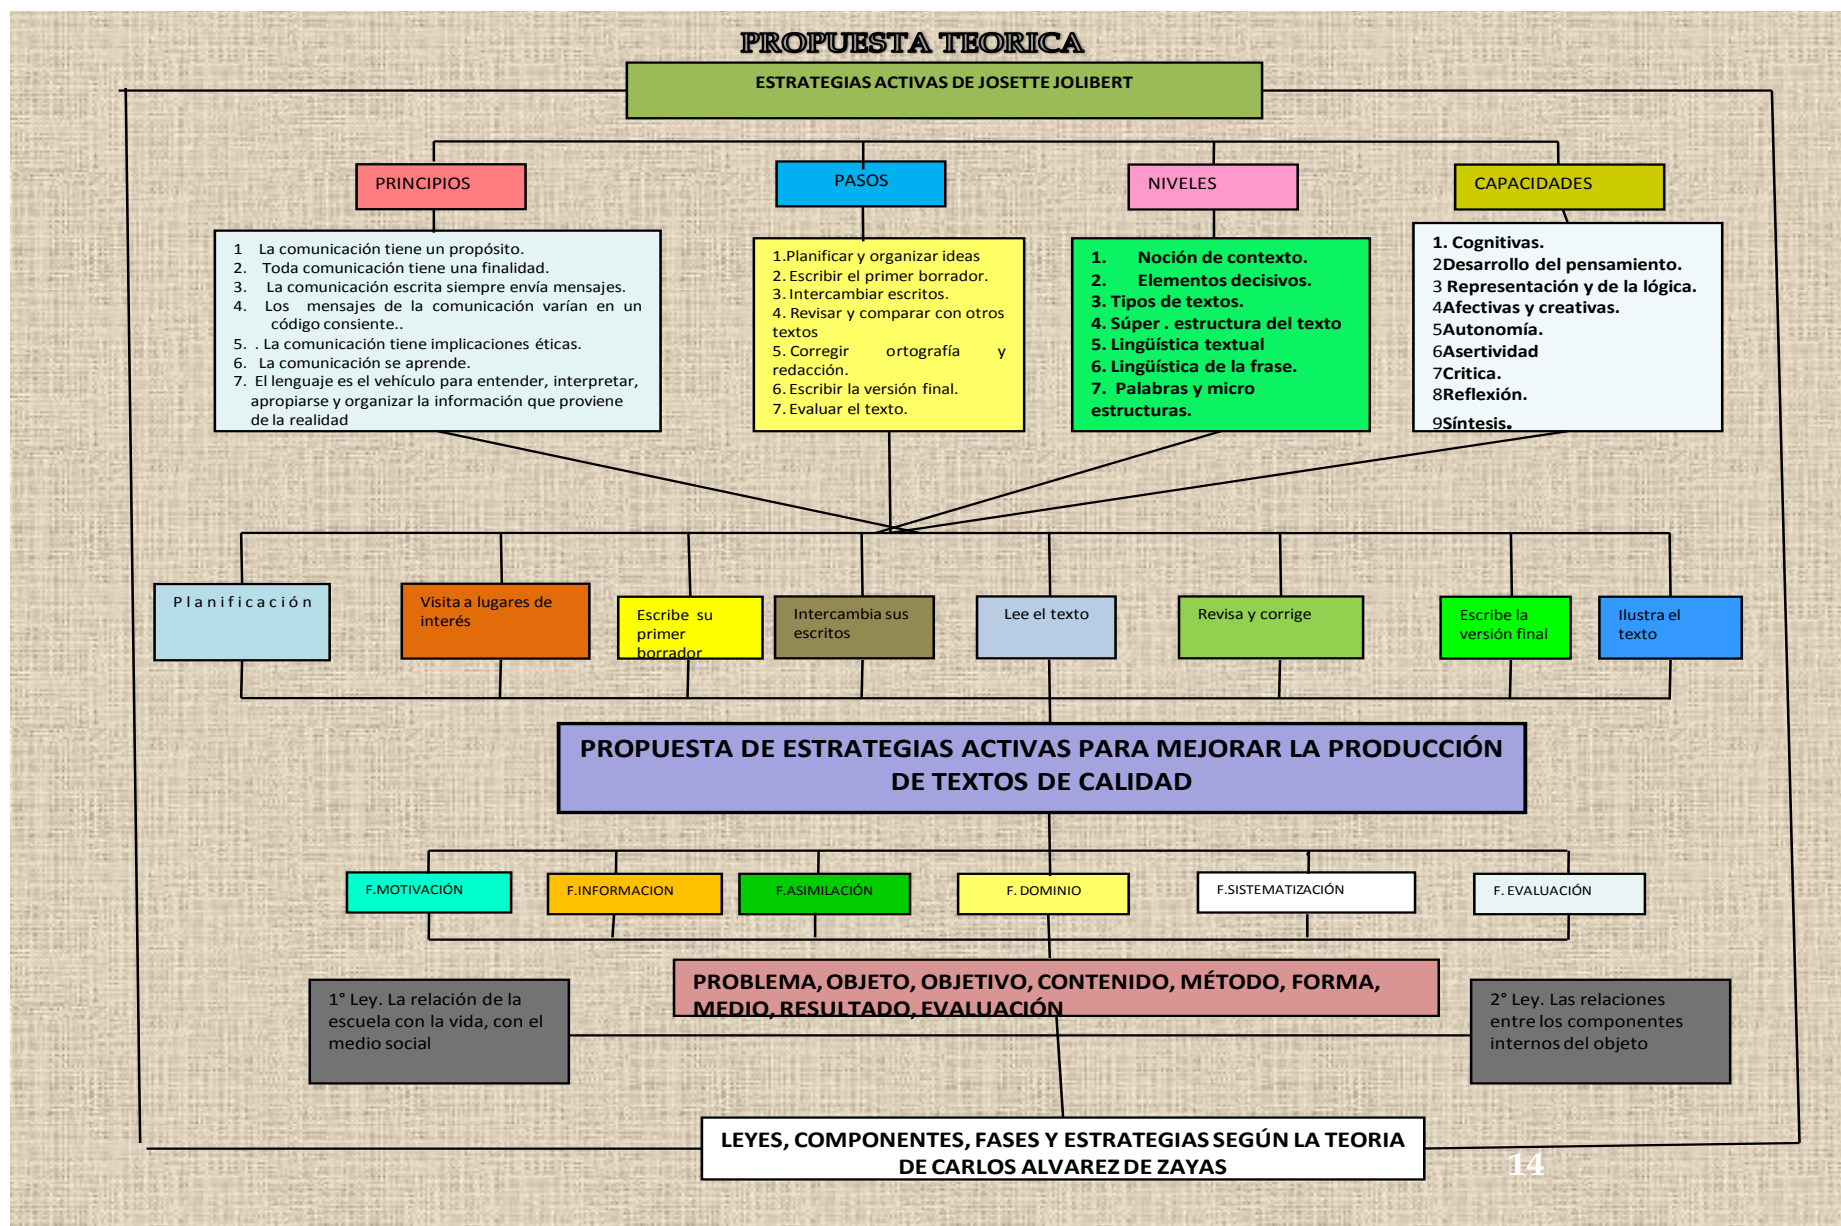 PROPUESTA TEORICA
ESTRATEGIAS ACTIVAS DE JOSETTE JOLIBERT
PRINCIPIOS
PASOS
NIVELES
CAPACIDADES
1 La comunicación tiene un propósito.
2. Toda comunicación tiene una finalidad.
3. La comunicación escrita siempre envía mensajes.
4. Los mensajes de la comunicación varían en un
código consiente..
5. . La comunicación tiene implicaciones éticas.
6. La comunicación se aprende.
7. El lenguaje es el vehículo para entender, interpretar,
apropiarse y organizar la información que proviene
de la realidad
1.Planificar y organizar ideas
2. Escribir el primer borrador.
3. Intercambiar escritos.
4. Revisar y comparar con otros
textos
5. Corregir ortografía y
redacción.
6. Escribir la versión final.
7. Evaluar el texto.
1. Noción de contexto.
2. Elementos decisivos.
3. Tipos de textos.
4. Súper . estructura del texto
5. Lingüística textual
6. Lingüística de la frase.
7. Palabras y micro
estructuras.
1. Cognitivas.
2Desarrollo del pensamiento.
3 Representación y de la lógica.
4Afectivas y creativas.
5Autonomía.
6Asertividad
7Critica.
8Reflexión.
9Síntesis.
Planificación
Visita a lugares de
interés
Escribe su
primer
borrador
Intercambia sus
escritos
Lee el texto
Revisa y corrige
Escribe la
versión final
Ilustra el
texto
PROPUESTA DE ESTRATEGIAS ACTIVAS PARA MEJORAR LA PRODUCCIÓN
DE TEXTOS DE CALIDAD
F.MOTIVACIÓN
F.INFORMACION
F.ASIMILACIÓN
F. DOMINIO
F.SISTEMATIZACIÓN
F. EVALUACIÓN
PROBLEMA, OBJETO, OBJETIVO, CONTENIDO, MÉTODO, FORMA,
MEDIO, RESULTADO, EVALUACIÓN
1° Ley. La relación de la
escuela con la vida, con el
medio social
2° Ley. Las relaciones
entre los componentes
internos del objeto
LEYES, COMPONENTES, FASES Y ESTRATEGIAS SEGÚN LA TEORIA
DE CARLOS ALVAREZ DE ZAYAS
14